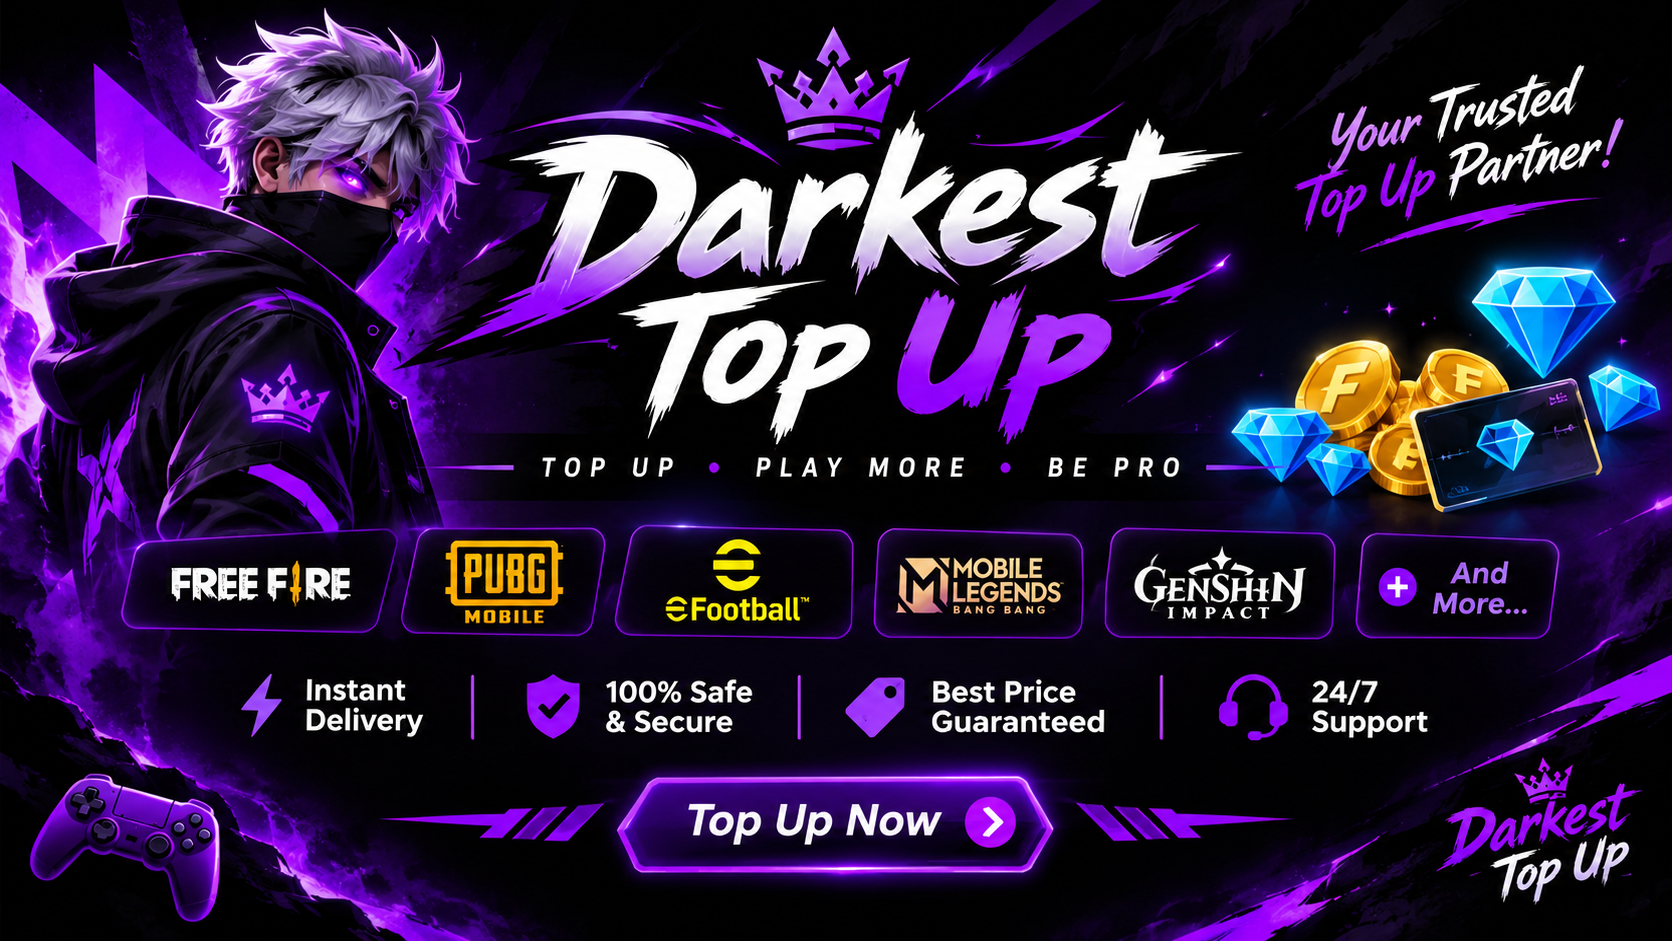 Darkest
Top Up
Your Trusted
Top Up Partner!
TOP UP • PLAY MORE • BE PRO
FREE FIRE
PUBG
MOBILE
eFootball™
MOBILE
LEGENDS
BANG BANG
GENSHIN
IMPACT
And
More...
Instant
Delivery
100% Safe
& Secure
Best Price
Guaranteed
24/7
Support
Top Up Now
Darkest
Top Up